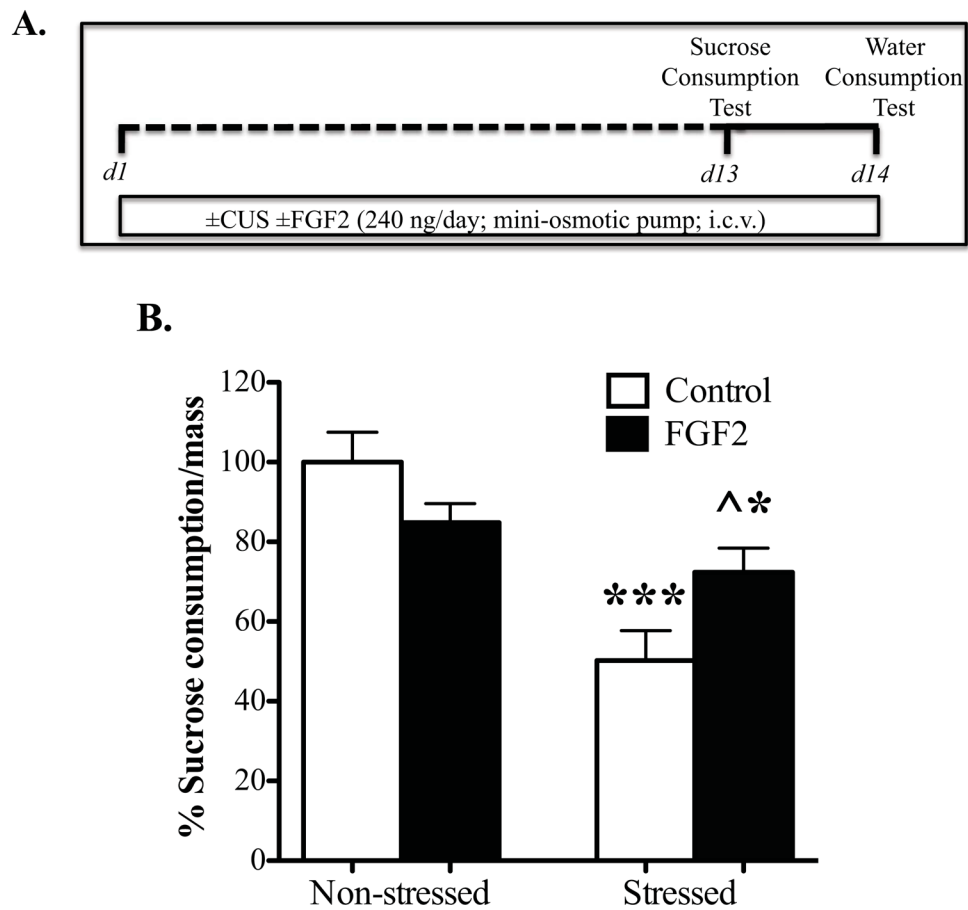 A.
Sucrose
Consumption
Test
Water
Consumption
Test
d1
d13
d14
±CUS ±FGF2 (240 ng/day; mini-osmotic pump; i.c.v.)
B.
% Sucrose consumption/mass
120
100
80
60
40
20
0
Control
FGF2
***
^*
Non-stressed
Stressed